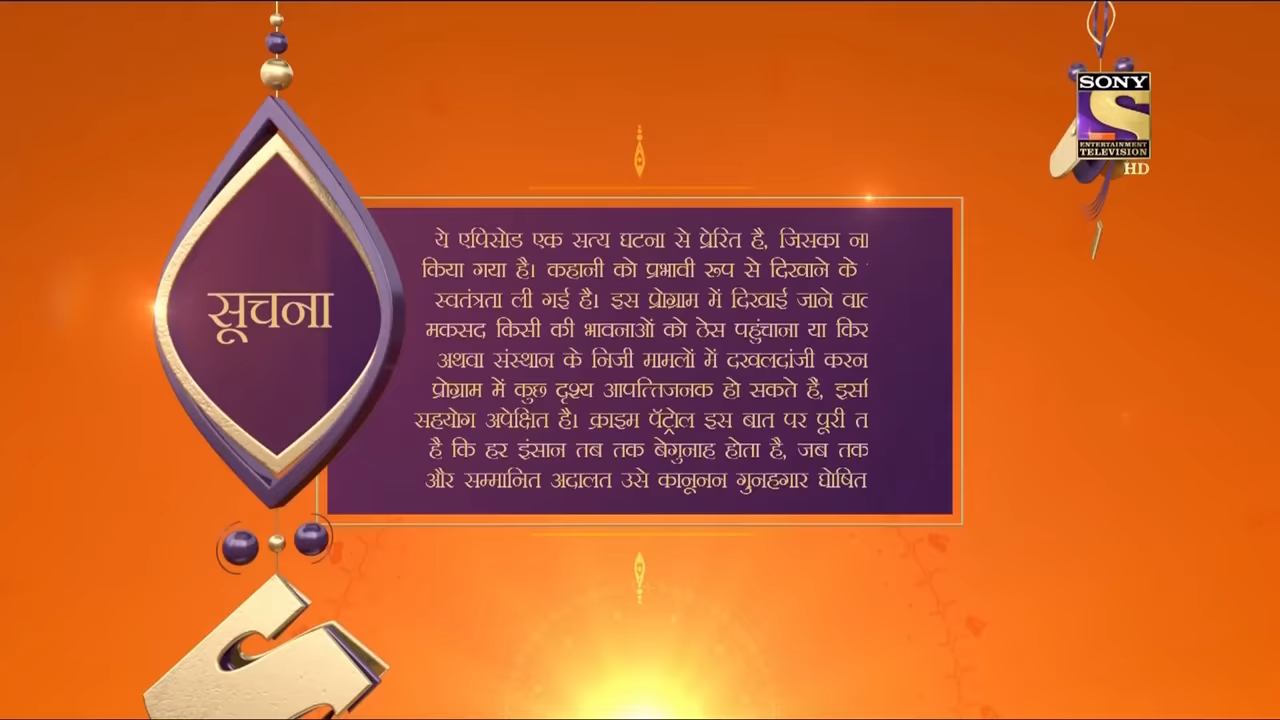 SONY
ENTERTAINMENT
TELEVISION
HD
सूचना
ये एपिसोड एक सत्य घटना से प्रेरित है, जिसका ना
किया गया है। कहानी को प्रभावी रूप से दिखाने के
स्वतंत्रता ली गई है। इस प्रोग्राम में दिखाई जाने
मकसद किसी की भावनाओं को ठेस पहुंचाना या
अथवा संस्थान के निजी मामलों में दखलदांजी करन
प्रोग्राम में कुछ दृश्य आपत्तिजनक हो सकते हैं,
सहयोग अपेक्षित है। क्राइम पॅट्रोल इस बात पर पूरी त
है कि हर इंसान तब तक बेगुनाह होता है, जब तक
और सम्मानित अदालत उसे कानूनन गुनहगार घोषित